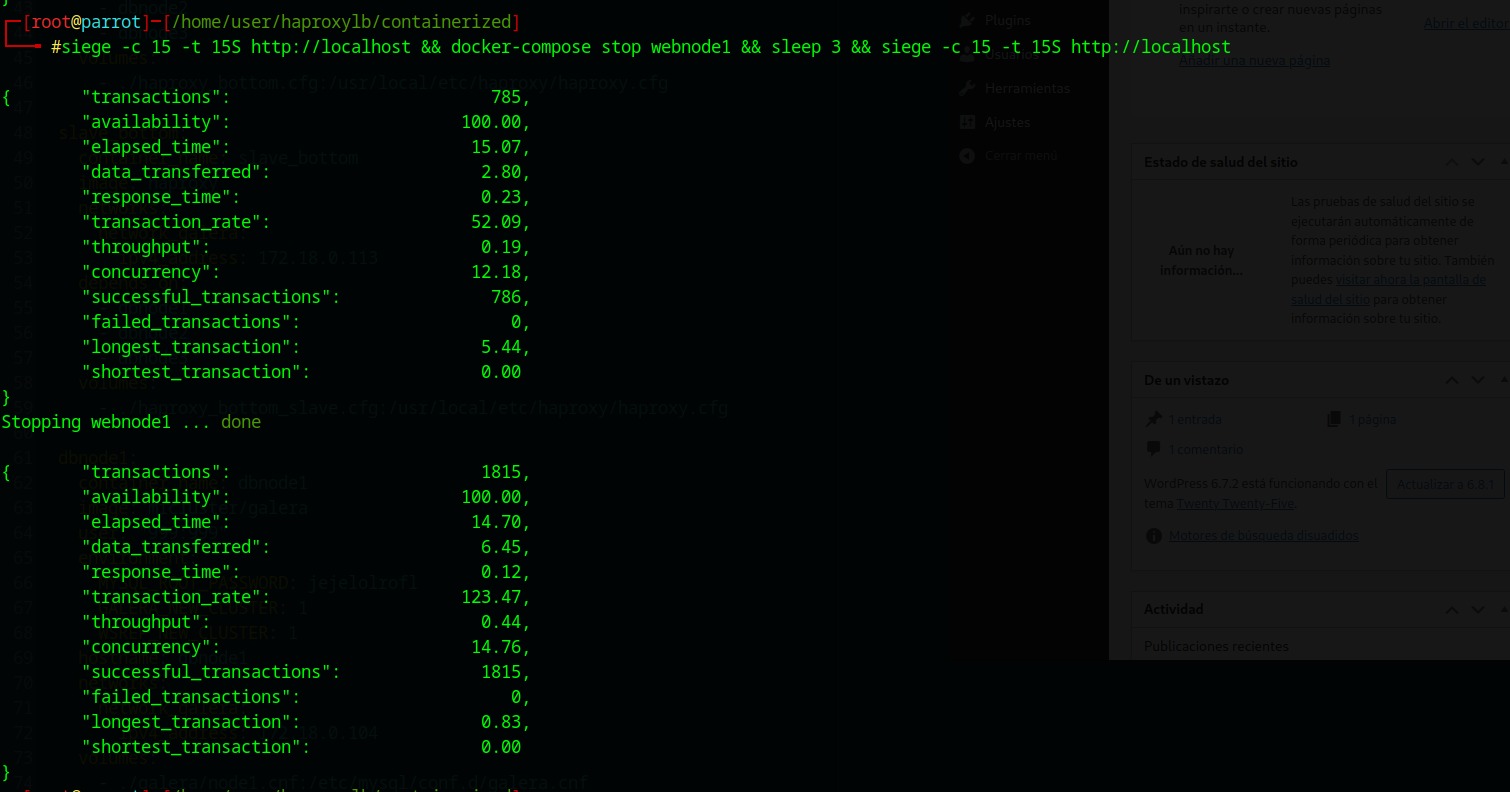 ┌─[root@parrot]─[/home/user/haproxylb/containerized]
└──╼ #siege -c 15 -t 15S http://localhost && docker-compose stop webnode1 && sleep 3 && siege -c 15 -t 15S http://localhost
{ "transactions": 785,
"availability": 100.00,
"elapsed_time": 15.07,
"data_transferred": 2.80,
"response_time": 0.23,
"transaction_rate": 52.09,
"throughput": 0.19,
"concurrency": 12.18,
"successful_transactions": 786,
"failed_transactions": 0,
"longest_transaction": 5.44,
"shortest_transaction": 0.00
}
Stopping webnode1 ... done
{ "transactions": 1815,
"availability": 100.00,
"elapsed_time": 14.70,
"data_transferred": 6.45,
"response_time": 0.12,
"transaction_rate": 123.47,
"throughput": 0.44,
"concurrency": 14.76,
"successful_transactions": 1815,
"failed_transactions": 0,
"longest_transaction": 0.83,
"shortest_transaction": 0.00
}
Plugins
Usuarios
Herramientas
Ajustes
Cerrar menú
inspirarte o crear nuevas páginas
en un instante.
Abrir el editor
Añadir una nueva página
Estado de salud del sitio
Aún no hay
información...
Las pruebas de salud del sitio se
ejecutarán automáticamente de
forma periódica para obtener
información sobre tu sitio. También
puedes visitar ahora la pantalla de
salud del sitio para obtener
información sobre tu sitio.
De un vistazo
1 entrada
1 página
1 comentario
WordPress 6.7.2 está funcionando con el
tema Twenty Twenty-Five.
Actualizar a 6.8.1
Motores de búsqueda disuadidos
Actividad
Publicaciones recientes